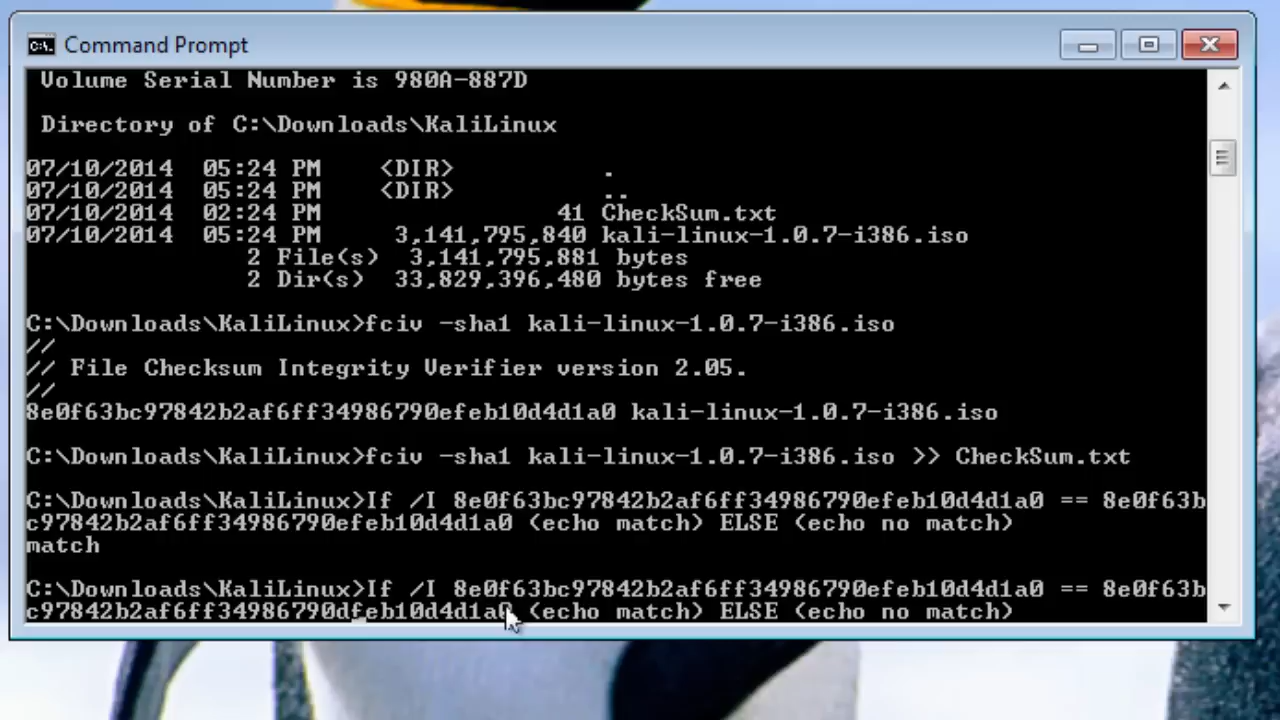 Command Prompt
Volume Serial Number is 980A-887D
Directory of C:\Downloads\KaliLinux
07/10/2014 05:24 PM <DIR> .
07/10/2014 05:24 PM <DIR> ..
07/10/2014 02:24 PM 41 CheckSum.txt
07/10/2014 05:24 PM 3,141,795,840 kali-linux-1.0.7-i386.iso
2 File(s) 3,141,795,881 bytes
2 Dir(s) 33,829,396,480 bytes free
C:\Downloads\KaliLinux>fciv -sha1 kali-linux-1.0.7-i386.iso
//
// File Checksum Integrity Verifier version 2.05.
//
8e0f63bc97842b2af6ff34986790efeb10d4d1a0 kali-linux-1.0.7-i386.iso
C:\Downloads\KaliLinux>fciv -sha1 kali-linux-1.0.7-i386.iso >> CheckSum.txt
C:\Downloads\KaliLinux>If /I 8e0f63bc97842b2af6ff34986790efeb10d4d1a0 == 8e0f63b
c97842b2af6ff34986790efeb10d4d1a0 (echo match) ELSE (echo no match)
match
C:\Downloads\KaliLinux>If /I 8e0f63bc97842b2af6ff34986790efeb10d4d1a0 == 8e0f63b
c97842b2af6ff34986790dfeb10d4d1a0 (echo match) ELSE (echo no match)